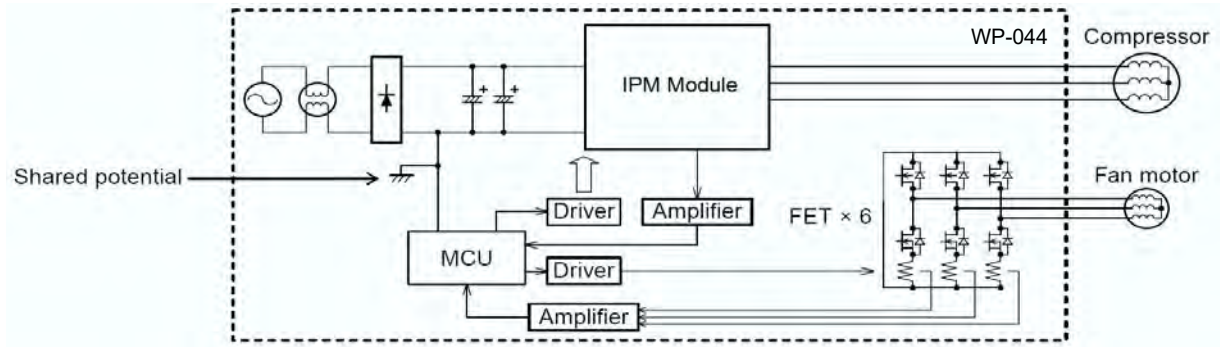 WP-044
Compressor
IPM Module
Shared potential
Fan motor
Driver
Amplifier
FET × 6
MCU
Driver
Amplifier